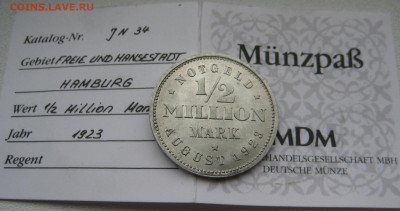 COINS.LAVE.RU
Katalog-Nr. JN 34
Gebiet FREIE UND HANSESTADT
HAMBURG
Wert ½ Million
Jahr 1923
Regent
Münzpaß
MDM
HANDELSGESELLSCHAFT MBH
DEUTSCHE MÜNZE
NOTGELD
1/2
MILLION
MARK
AUGUST 1923